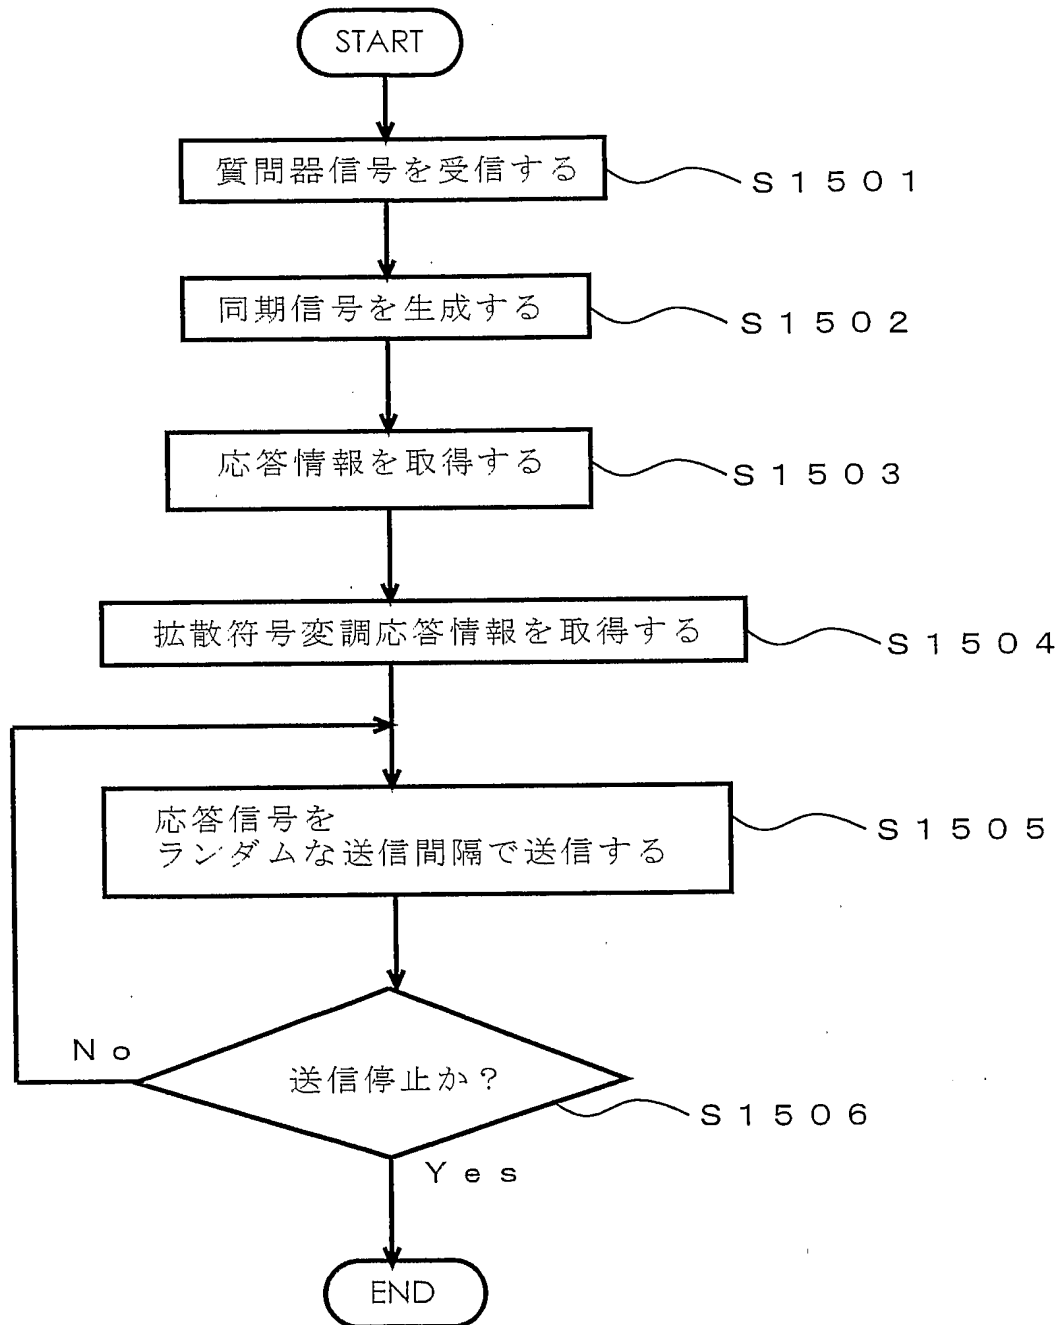 START
質問器信号を受信する
S1501
同期信号を生成する
S1502
応答情報を取得する
S1503
拡散符号変調応答情報を取得する
S1504
応答信号を
ランダムな送信間隔で送信する
S1505
No
送信停止か?
S1506
Yes
END